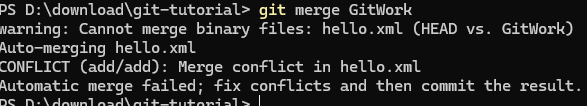 PS D:\download\git-tutorial> git merge GitWork
warning: Cannot merge binary files: hello.xml (HEAD vs. GitWork)
Auto-merging hello.xml
CONFLICT (add/add): Merge conflict in hello.xml
Automatic merge failed; fix conflicts and then commit the result.
PS D:\download\git-tutorial>